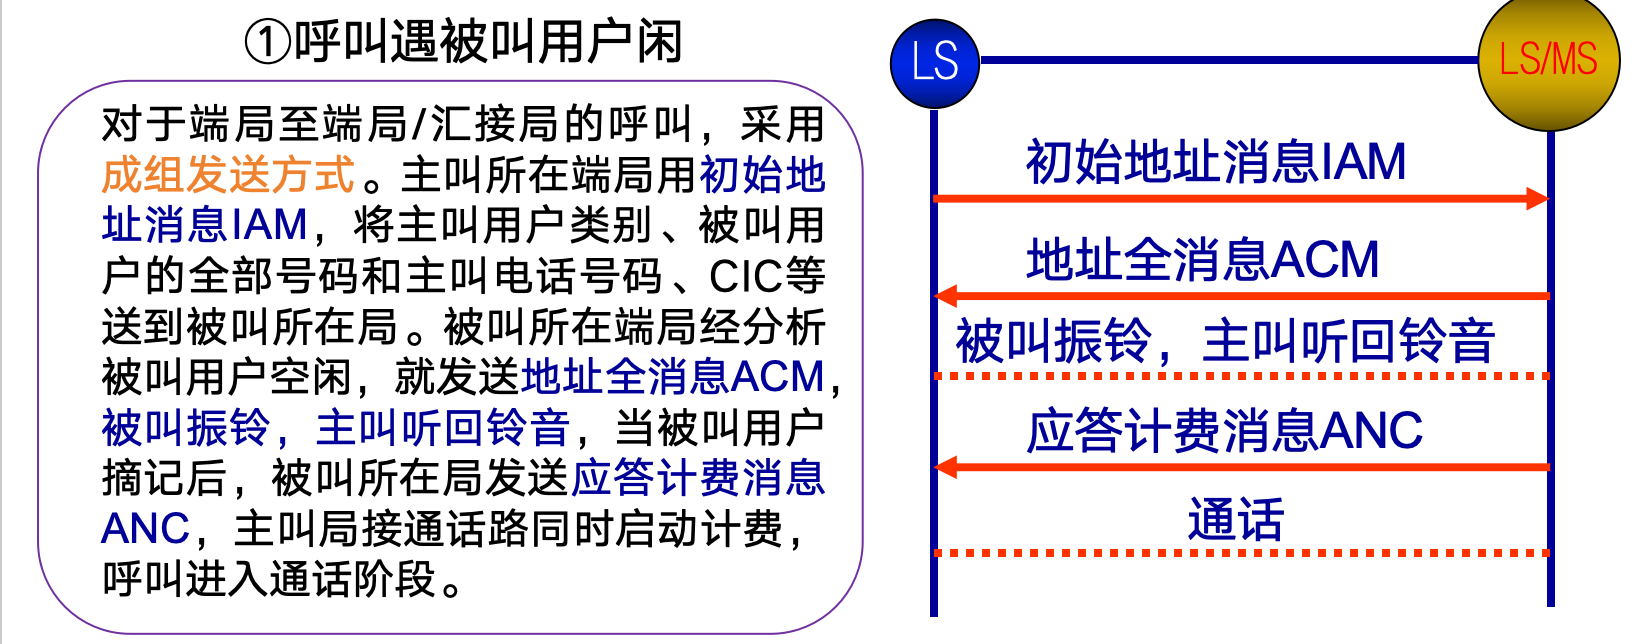 ①呼叫遇被叫用户闲
对于端局至端局/汇接局的呼叫，采用
成组发送方式。主叫所在端局用初始地
址消息IAM，将主叫用户类别、被叫用
户的全部号码和主叫电话号码、CIC等
送到被叫所在局。被叫所在端局经分析
被叫用户空闲，就发送地址全消息ACM，
被叫振铃，主叫听回铃音，当被叫用户
摘记后，被叫所在局发送应答计费消息
ANC，主叫局接通话路同时启动计费，
呼叫进入通话阶段。
LS
LS/MS
初始地址消息IAM
地址全消息ACM
被叫振铃，主叫听回铃音
应答计费消息ANC
通话